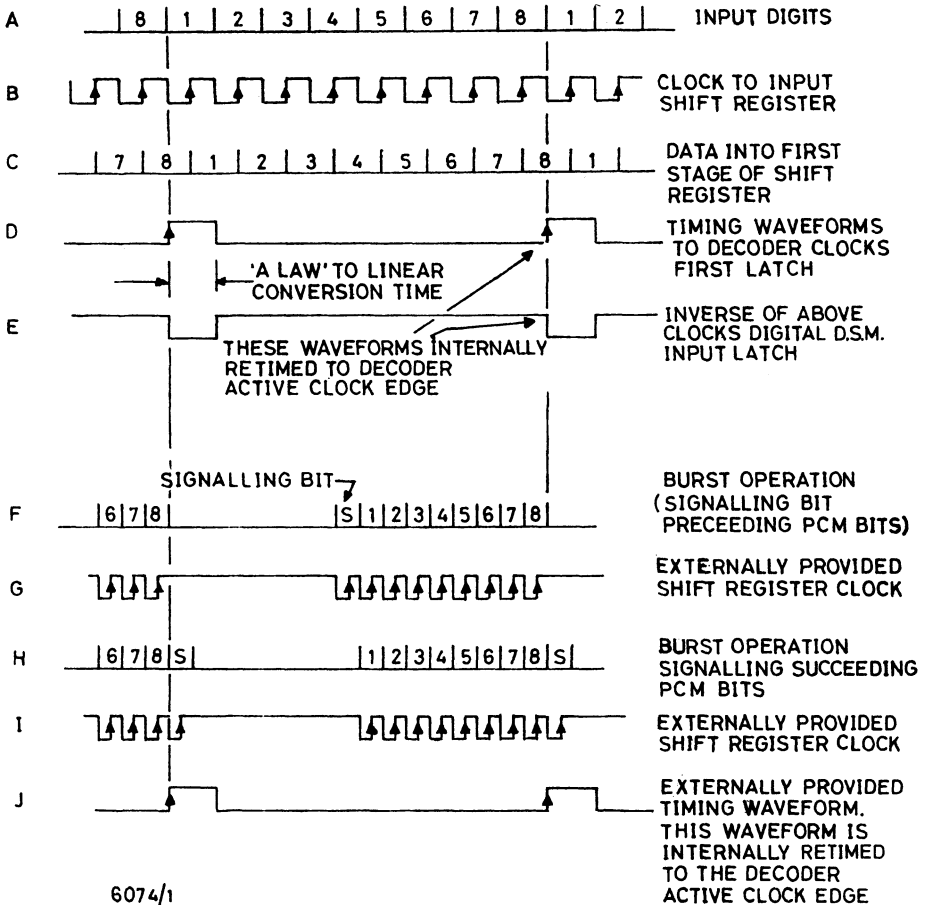 A | 8 | 1 | 2 | 3 | 4 | 5 | 6 | 7 | 8 | 1 | 2 | INPUT DIGITS
B CLOCK TO INPUT
SHIFT REGISTER
C | 7 | 8 | 1 | 2 | 3 | 4 | 5 | 6 | 7 | 8 | 1 | DATA INTO FIRST
STAGE OF SHIFT
REGISTER
D TIMING WAVEFORMS
TO DECODER CLOCKS
FIRST LATCH
'A LAW' TO LINEAR
CONVERSION TIME
E INVERSE OF ABOVE
CLOCKS DIGITAL D.S.M.
INPUT LATCH
THESE WAVEFORMS INTERNALLY
RETIMED TO DECODER
ACTIVE CLOCK EDGE
SIGNALLING BIT
F |6|7|8| |S|1|2|3|4|5|6|7|8| BURST OPERATION
(SIGNALLING BIT
PRECEEDING PCM BITS)
G EXTERNALLY PROVIDED
SHIFT REGISTER CLOCK
H |6|7|8|S| |1|2|3|4|5|6|7|8|S| BURST OPERATION
SIGNALLING SUCCEEDING
PCM BITS
I EXTERNALLY PROVIDED
SHIFT REGISTER CLOCK
J EXTERNALLY PROVIDED
TIMING WAVEFORM.
THIS WAVEFORM IS
INTERNALLY RETIMED
TO THE DECODER
ACTIVE CLOCK EDGE
6074/1